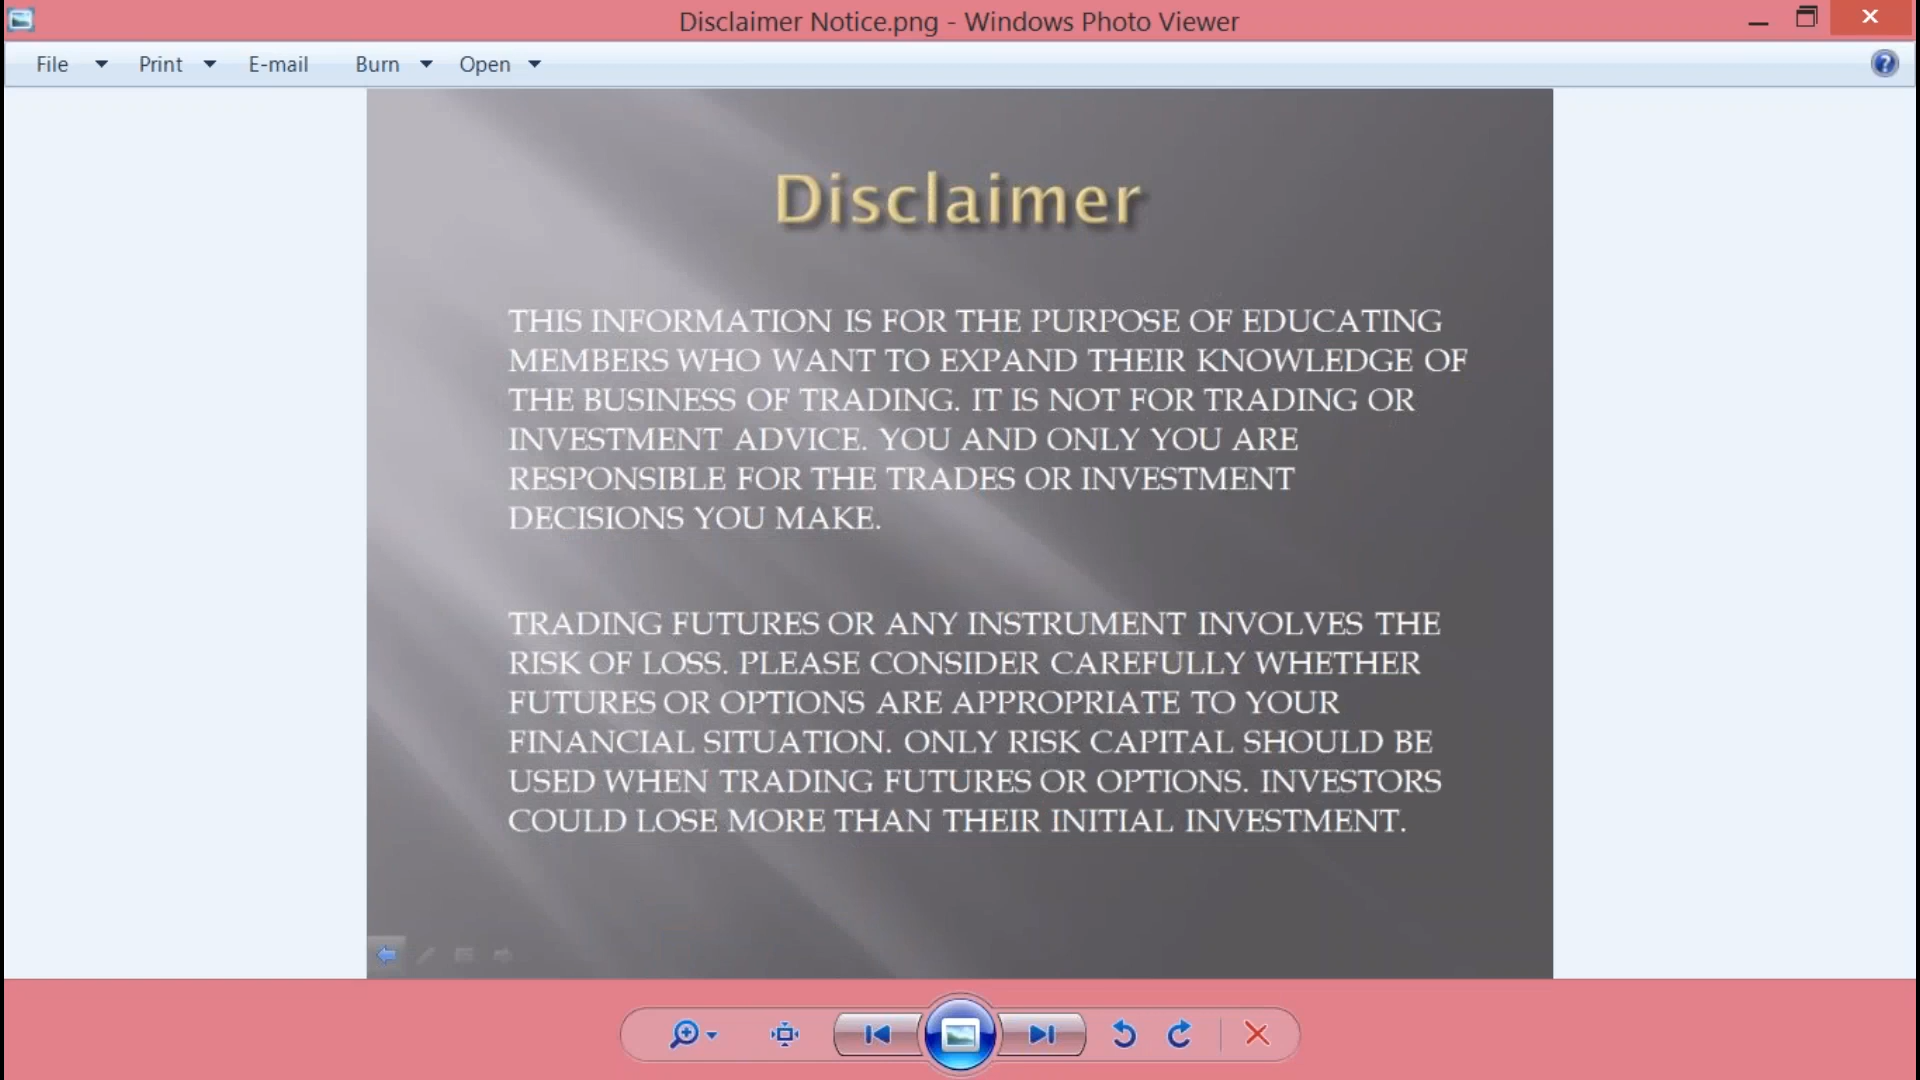 Disclaimer Notice.png - Windows Photo Viewer
File Print E-mail Burn Open
Disclaimer
THIS INFORMATION IS FOR THE PURPOSE OF EDUCATING
MEMBERS WHO WANT TO EXPAND THEIR KNOWLEDGE OF
THE BUSINESS OF TRADING. IT IS NOT FOR TRADING OR
INVESTMENT ADVICE. YOU AND ONLY YOU ARE
RESPONSIBLE FOR THE TRADES OR INVESTMENT
DECISIONS YOU MAKE.
TRADING FUTURES OR ANY INSTRUMENT INVOLVES THE
RISK OF LOSS. PLEASE CONSIDER CAREFULLY WHETHER
FUTURES OR OPTIONS ARE APPROPRIATE TO YOUR
FINANCIAL SITUATION. ONLY RISK CAPITAL SHOULD BE
USED WHEN TRADING FUTURES OR OPTIONS. INVESTORS
COULD LOSE MORE THAN THEIR INITIAL INVESTMENT.